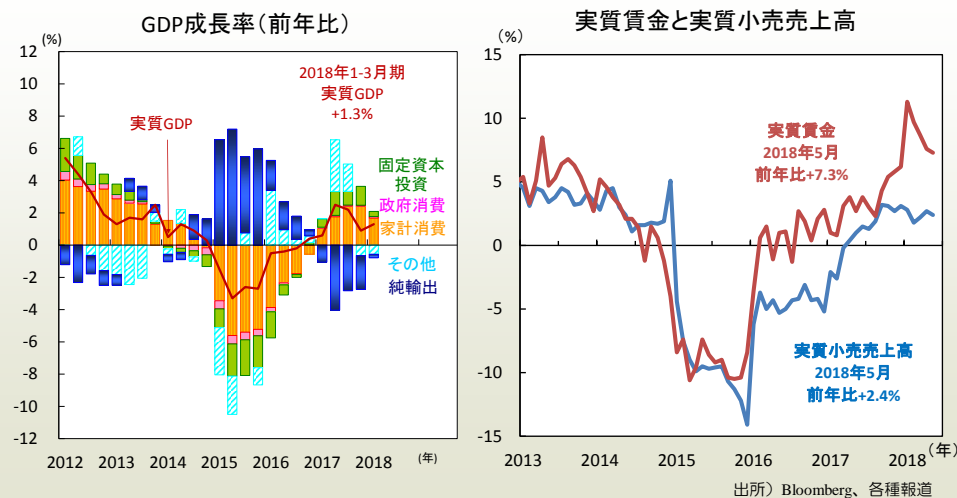 GDP成長率（前年比）
(%)
12
10
8
6
4
2
0
-2
-4
-6
-8
-10
-12
2012 2013 2014 2015 2016 2017 2018 (年)
実質GDP
2018年1-3月期
実質GDP
+1.3%
固定資本
投資
政府消費
家計消費
その他
純輸出
実質賃金と実質小売売上高
(%)
15
10
5
0
-5
-10
-15
2013 2014 2015 2016 2017 2018 (年)
実質賃金
2018年5月
前年比+7.3%
実質小売売上高
2018年5月
前年比+2.4%
出所）Bloomberg、各種報道